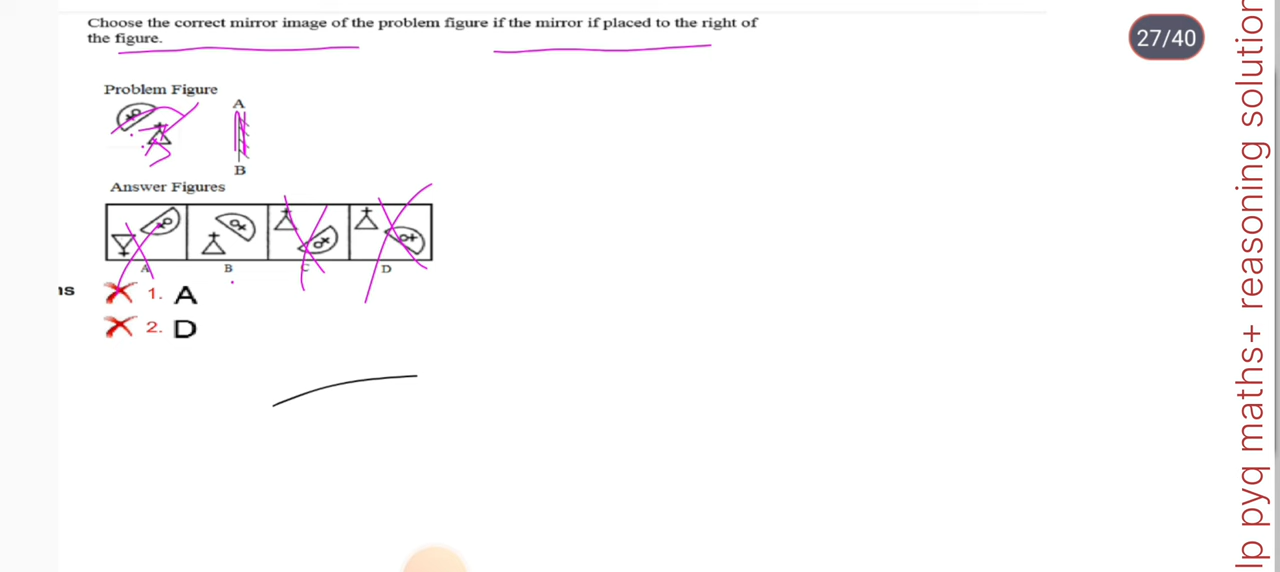 Choose the correct mirror image of the problem figure if the mirror if placed to the right of
the figure.
27/40
Problem Figure
A
B
Answer Figures
A B C D
ns
1. A
2. D
lp pyq maths+ reasoning solution